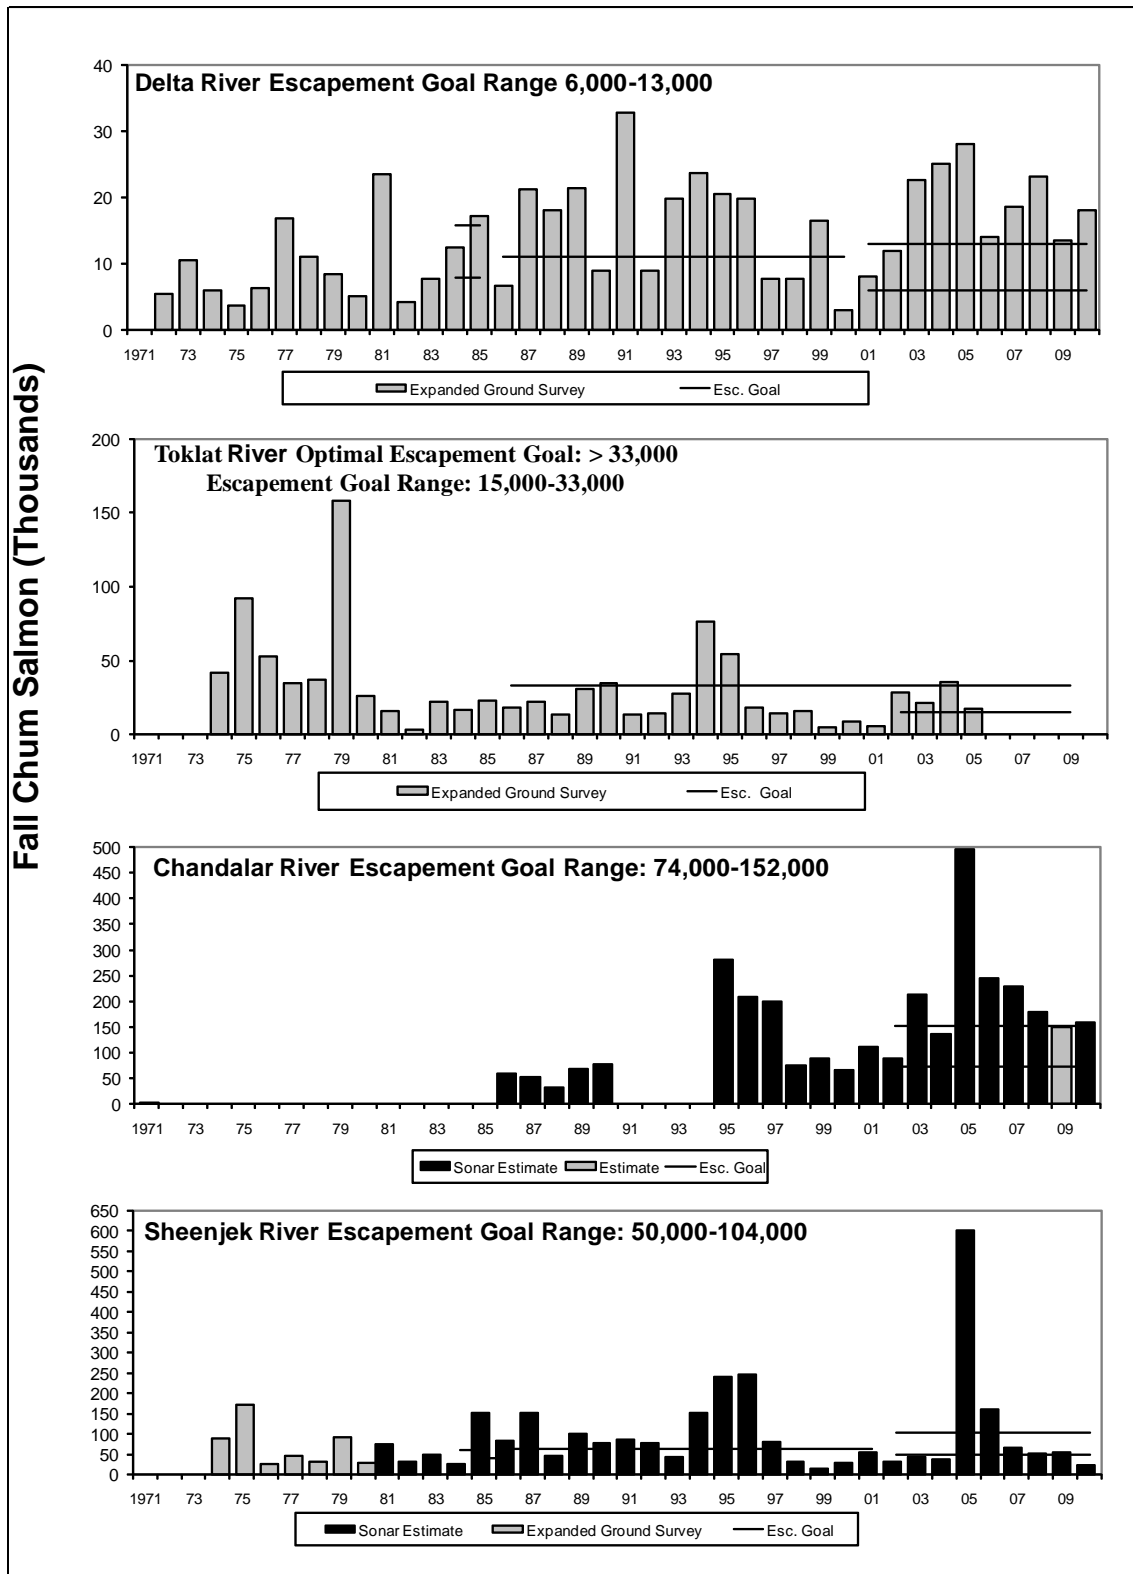 Fall Chum Salmon (Thousands)
Delta River Escapement Goal Range 6,000-13,000
40
30
20
10
0
1971 73 75 77 79 81 83 85 87 89 91 93 95 97 99 01 03 05 07 09
Expanded Ground Survey Esc. Goal
Toklat River Optimal Escapement Goal: > 33,000
Escapement Goal Range: 15,000-33,000
200
150
100
50
0
1971 73 75 77 79 81 83 85 87 89 91 93 95 97 99 01 03 05 07 09
Expanded Ground Survey Esc. Goal
Chandalar River Escapement Goal Range: 74,000-152,000
500
450
400
350
300
250
200
150
100
50
0
1971 73 75 77 79 81 83 85 87 89 91 93 95 97 99 01 03 05 07 09
Sonar Estimate Estimate Esc. Goal
Sheenjek River Escapement Goal Range: 50,000-104,000
650
600
550
500
450
400
350
300
250
200
150
100
50
0
1971 73 75 77 79 81 83 85 87 89 91 93 95 97 99 01 03 05 07 09
Sonar Estimate Expanded Ground Survey Esc. Goal